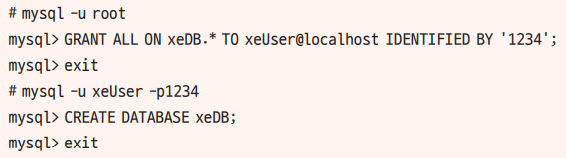 # mysql -u root
mysql> GRANT ALL ON xeDB.* TO xeUser@localhost IDENTIFIED BY '1234';
mysql> exit
# mysql -u xeUser -p1234
mysql> CREATE DATABASE xeDB;
mysql> exit